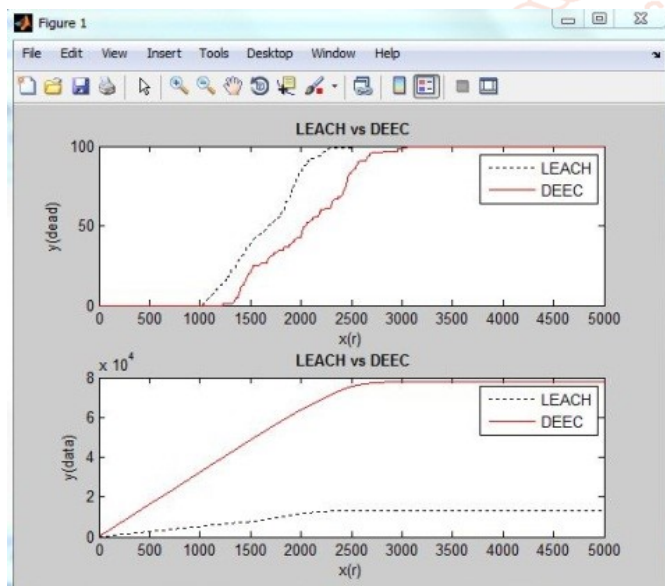 Figure 1
File Edit View Insert Tools Desktop Window Help
LEACH vs DEEC
100
50
0
y(dead)
LEACH
DEEC
0 500 1000 1500 2000 2500 3000 3500 4000 4500 5000
x(r)
LEACH vs DEEC
x 10^4
8
6
4
2
0
y(data)
LEACH
DEEC
0 500 1000 1500 2000 2500 3000 3500 4000 4500 5000
x(r)